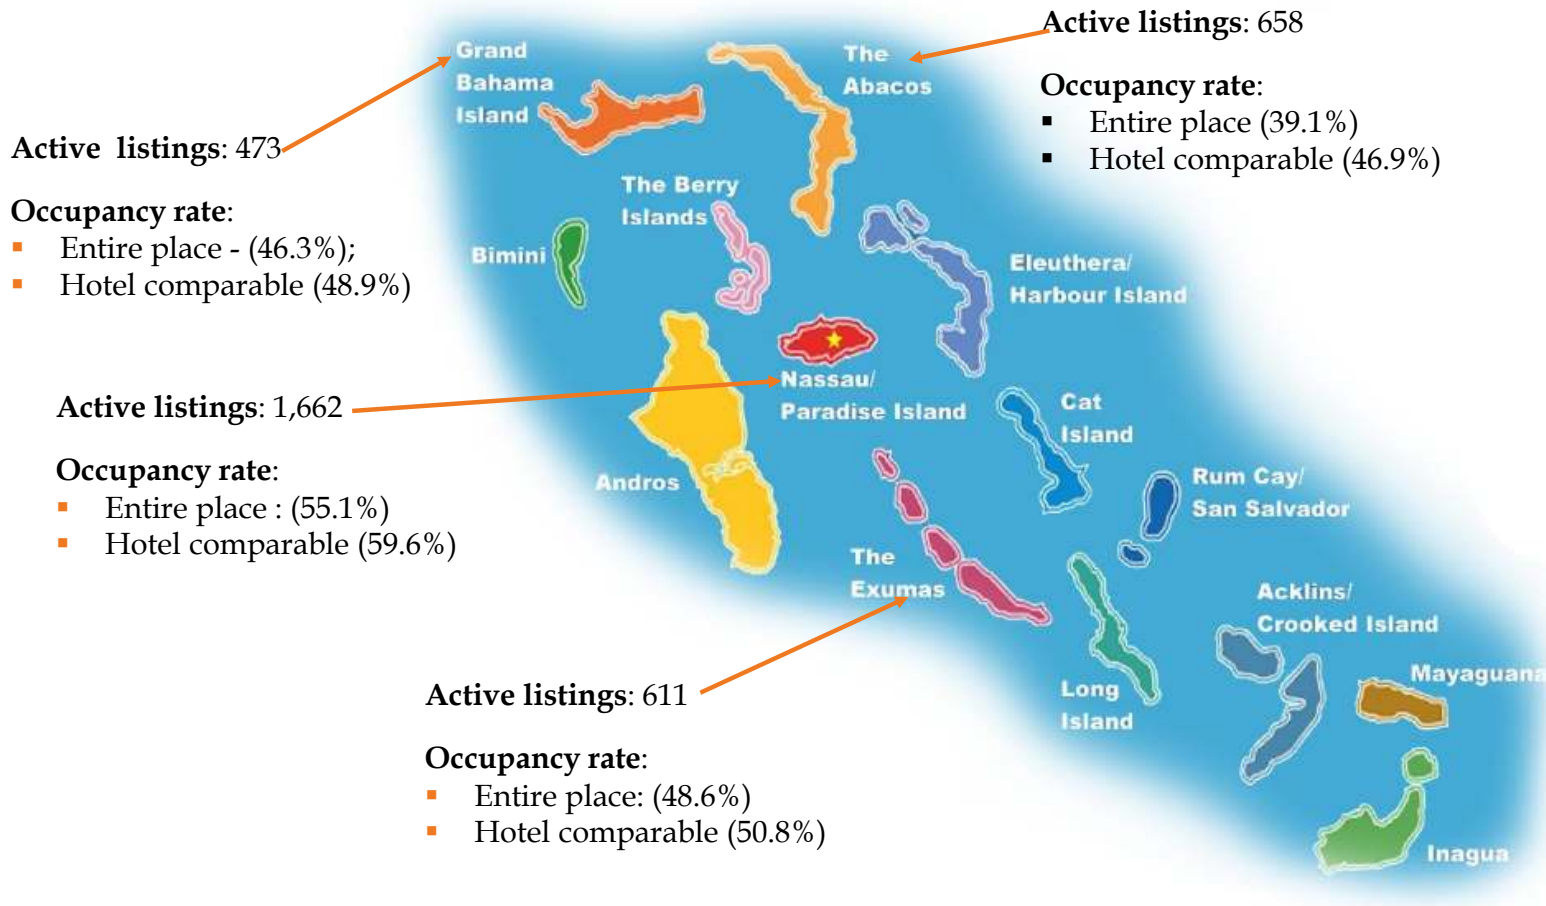 Active listings: 658
Occupancy rate:
▪ Entire place (39.1%)
▪ Hotel comparable (46.9%)
Grand
Bahama
Island
The
Abacos
Active  listings: 473
Occupancy rate:
▪ Entire place - (46.3%);
▪ Hotel comparable (48.9%)
The Berry
Islands
Bimini
Eleuthera/
Harbour Island
Nassau/
Paradise Island
Active listings: 1,662
Occupancy rate:
▪ Entire place : (55.1%)
▪ Hotel comparable (59.6%)
Cat
Island
Andros
Rum Cay/
San Salvador
The
Exumas
Acklins/
Crooked Island
Active listings: 611
Occupancy rate:
▪ Entire place: (48.6%)
▪ Hotel comparable (50.8%)
Long
Island
Mayaguana
Inagua